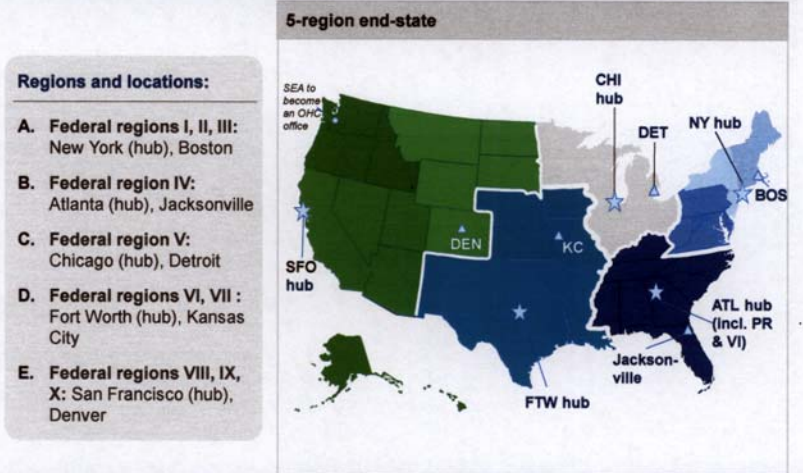 5-region end-state
Regions and locations:
A. Federal regions I, II, III:
New York (hub), Boston
B. Federal region IV:
Atlanta (hub), Jacksonville
C. Federal region V:
Chicago (hub), Detroit
D. Federal regions VI, VII :
Fort Worth (hub), Kansas
City
E. Federal regions VIII, IX,
X: San Francisco (hub),
Denver
SEA to
become
an OHC
office
CHI
hub
DET
NY hub
BOS
DEN
KC
SFO
hub
ATL hub
(incl. PR
& VI)
Jackson-
ville
FTW hub